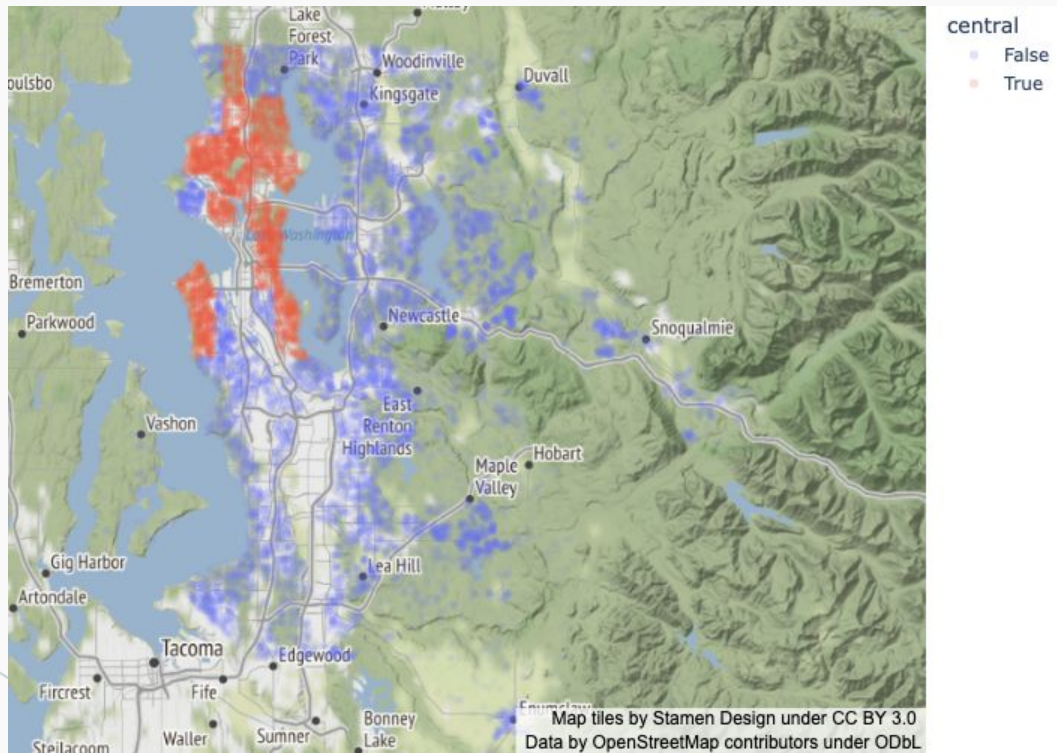 central
False
True
Lake
Forest
Park
Woodinville
oulsbo
Kingsgate
Duvall
Washington
Bremerton
Parkwood
Newcastle
Snoqualmie
Vashon
East
Renton
Highlands
Hobart
Maple
Valley
Gig Harbor
Lea Hill
Artondale
Tacoma
Edgewood
Fircrest
Fife
Waller
Sumner
Bonney
Lake
Enumclaw
Steilacoom
Map tiles by Stamen Design under CC BY 3.0
Data by OpenStreetMap contributors under ODbL